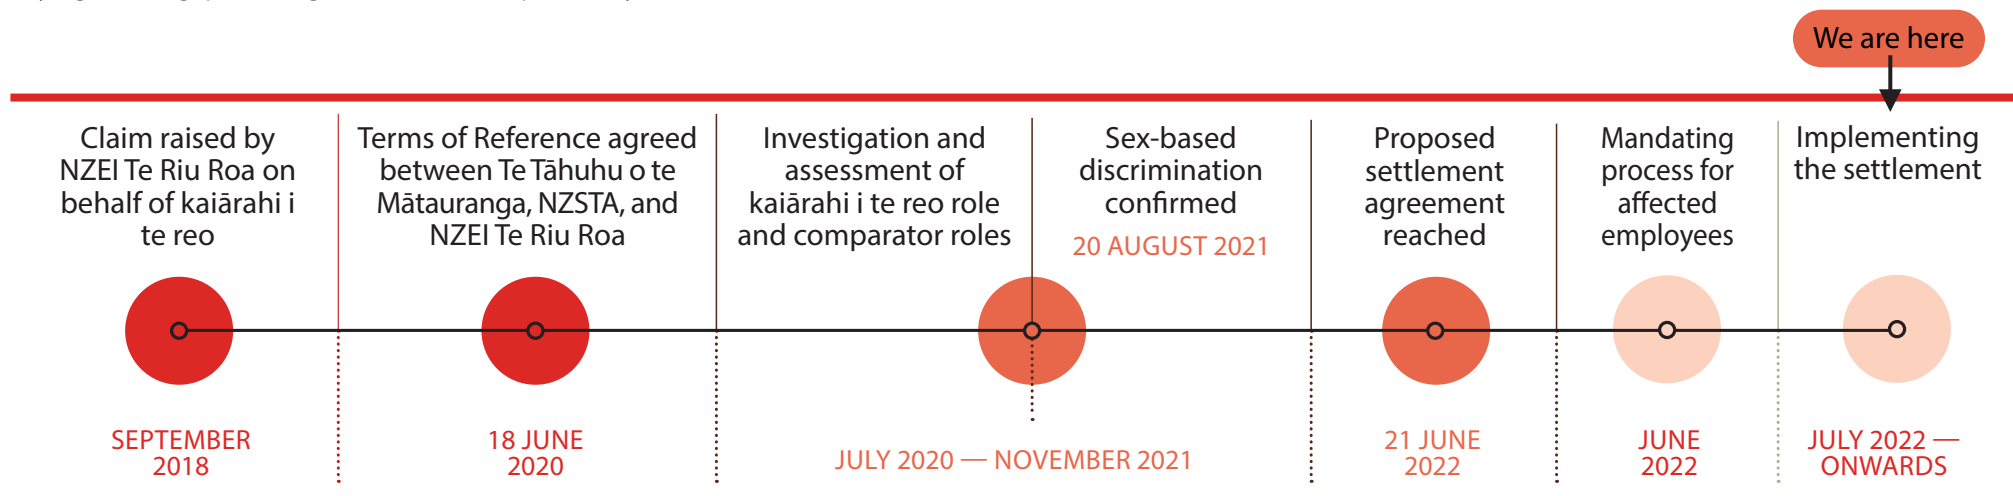 We are here
Claim raised by
NZEI Te Riu Roa on
behalf of kaiārahi i
te reo
SEPTEMBER
2018
Terms of Reference agreed
between Te Tāhuhu o te
Mātauranga, NZSTA, and
NZEI Te Riu Roa
18 JUNE
2020
Investigation and
assessment of
kaiārahi i te reo role
and comparator roles
Sex-based
discrimination
confirmed
20 AUGUST 2021
JULY 2020 — NOVEMBER 2021
Proposed
settlement
agreement
reached
21 JUNE
2022
Mandating
process for
affected
employees
JUNE
2022
Implementing
the settlement
JULY 2022 —
ONWARDS